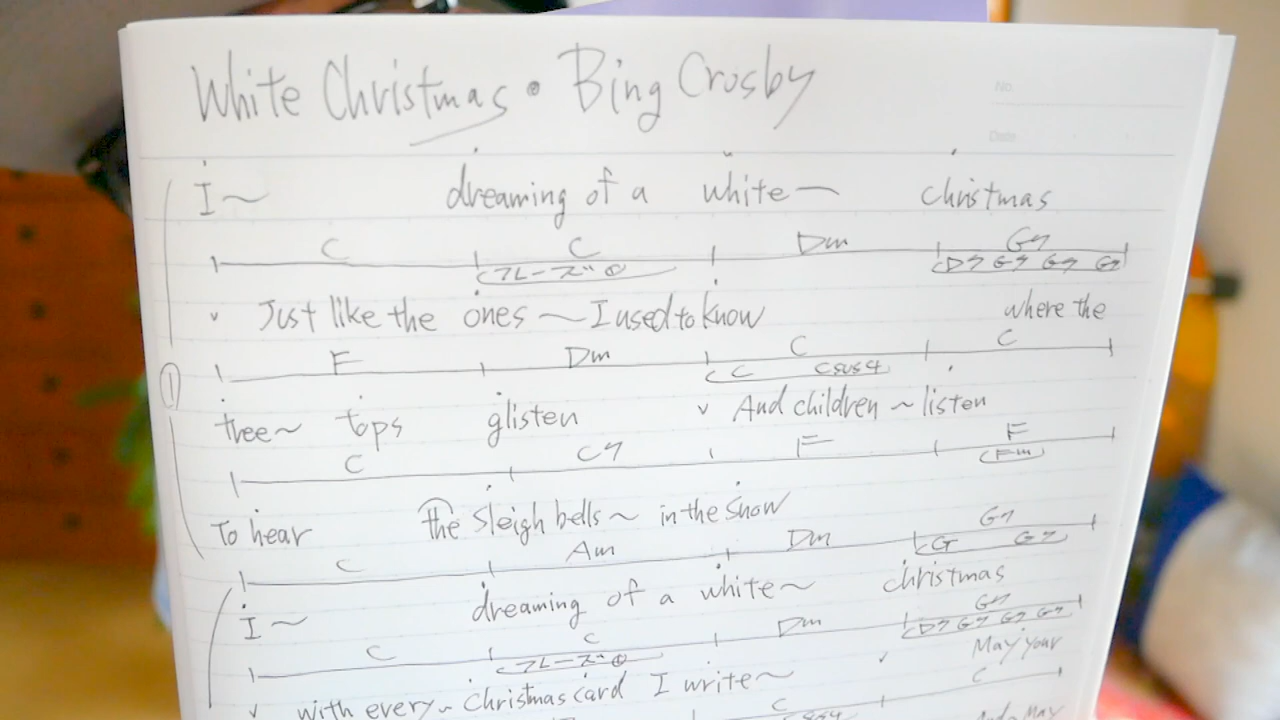 White Christmas • Bing Crosby
No.
Date
I~ dreaming of a white~ christmas
C C Dm G7
フレーズ① D7 G7 G7 G7
v Just like the ones ~ I used to know where the
F Dm C C
C Csus4
① tree~ tops glisten v And children ~ listen
C C7 F F
Fm
To hear the sleigh bells ~ in the snow
C Am Dm G7
G G7
I~ dreaming of a white~ christmas
C C Dm G7
フレーズ① D7 G7 G7 G7
v with every~ christmas card I write~ May your
C C
And~May